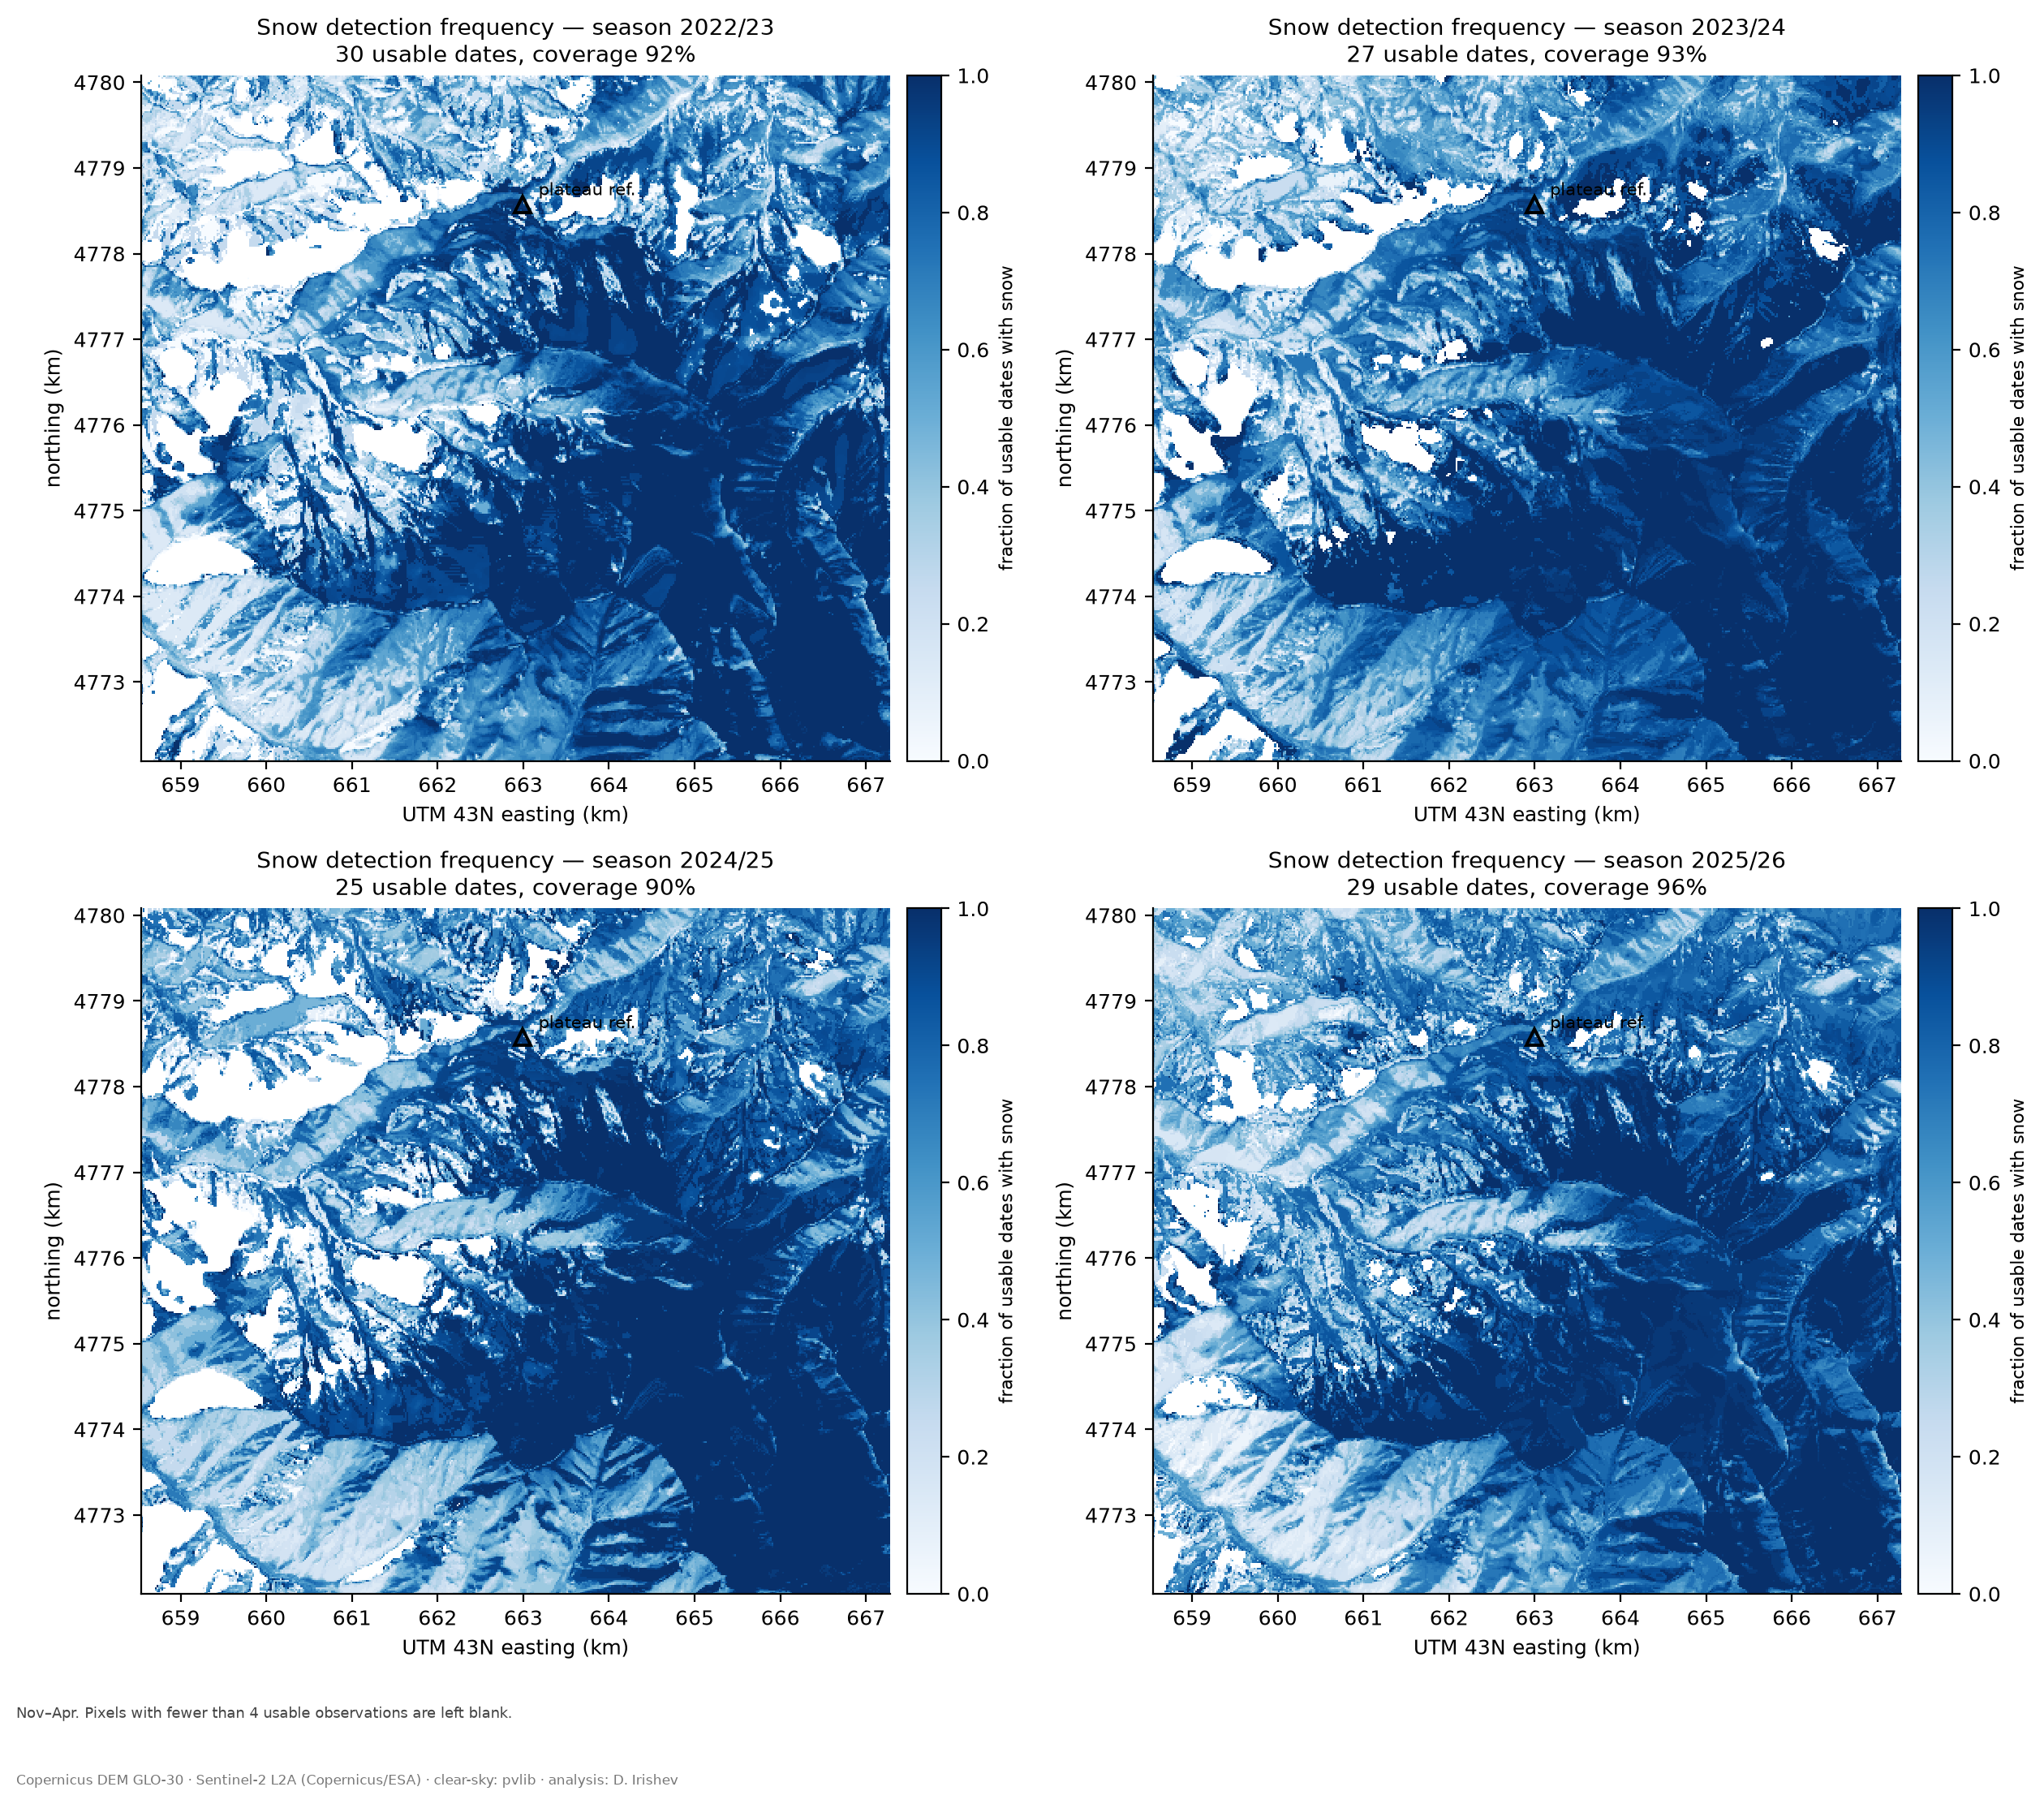 Snow detection frequency — season 2022/23
30 usable dates, coverage 92%
4780
4779
4778
4777
4776
4775
4774
4773
northing (km)
plateau ref.
659 660 661 662 663 664 665 666 667
UTM 43N easting (km)
1.0
0.8
0.6
0.4
0.2
0.0
fraction of usable dates with snow
Snow detection frequency — season 2023/24
27 usable dates, coverage 93%
4780
4779
4778
4777
4776
4775
4774
4773
northing (km)
plateau ref.
659 660 661 662 663 664 665 666 667
UTM 43N easting (km)
1.0
0.8
0.6
0.4
0.2
0.0
fraction of usable dates with snow
Snow detection frequency — season 2024/25
25 usable dates, coverage 90%
4780
4779
4778
4777
4776
4775
4774
4773
northing (km)
plateau ref.
659 660 661 662 663 664 665 666 667
UTM 43N easting (km)
1.0
0.8
0.6
0.4
0.2
0.0
fraction of usable dates with snow
Snow detection frequency — season 2025/26
29 usable dates, coverage 96%
4780
4779
4778
4777
4776
4775
4774
4773
northing (km)
plateau ref.
659 660 661 662 663 664 665 666 667
UTM 43N easting (km)
1.0
0.8
0.6
0.4
0.2
0.0
fraction of usable dates with snow
Nov–Apr. Pixels with fewer than 4 usable observations are left blank.
Copernicus DEM GLO-30 · Sentinel-2 L2A (Copernicus/ESA) · clear-sky: pvlib · analysis: D. Irishev